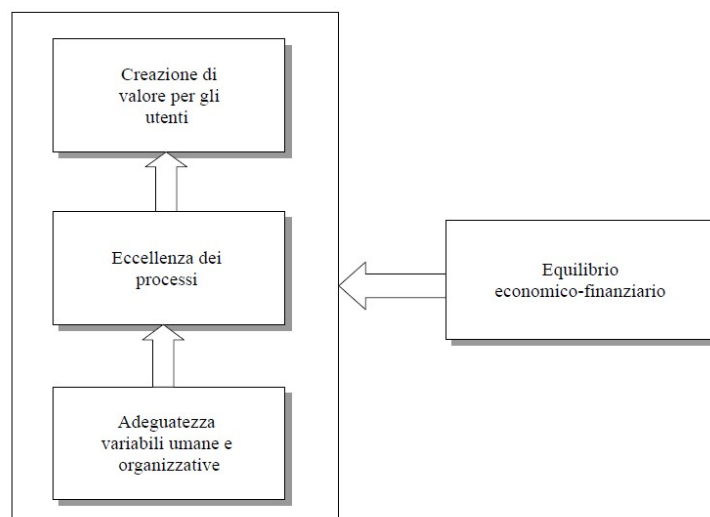 Creazione di
valore per gli
utenti
Eccellenza dei
processi
Equilibrio
economico-finanziario
Adeguatezza
variabili umane e
organizzative